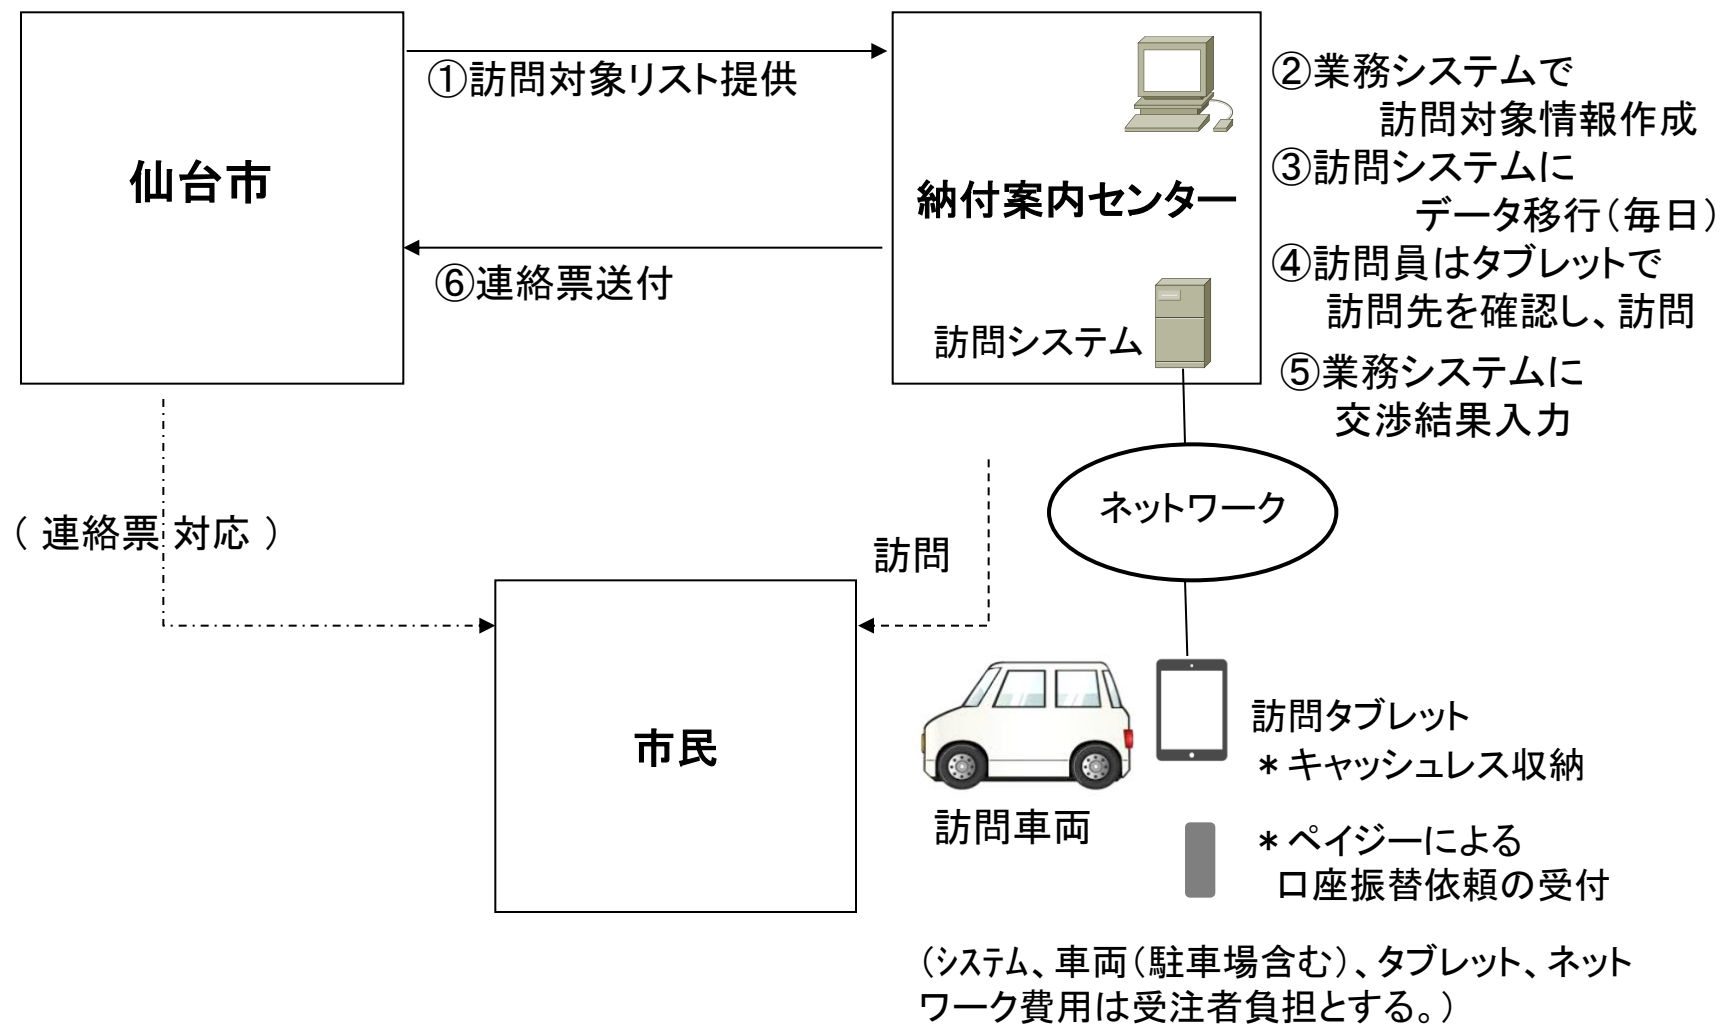 仙台市
①訪問対象リスト提供
⑥連絡票送付
納付案内センター
訪問システム
②業務システムで
訪問対象情報作成
③訪問システムに
データ移行(毎日)
④訪問員はタブレットで
訪問先を確認し、訪問
⑤業務システムに
交渉結果入力
ネットワーク
( 連絡票 対応 )
訪問
市民
訪問車両
訪問タブレット
*キャッシュレス収納
*ペイジーによる
口座振替依頼の受付
(システム、車両(駐車場含む)、タブレット、ネット
ワーク費用は受注者負担とする。)